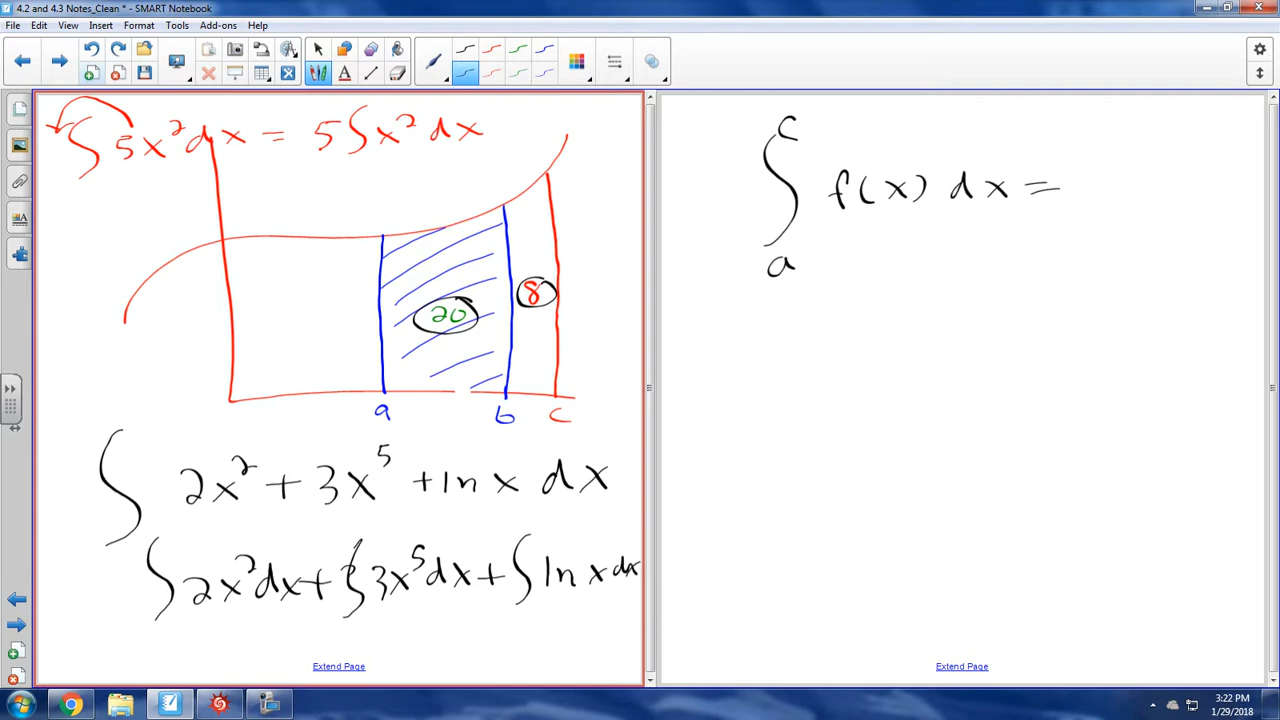 4.2 and 4.3 Notes_Clean * - SMART Notebook
File Edit View Insert Format Tools Add-ons Help
∫ 5x² dx = 5 ∫ x² dx
20
8
a b c
∫ 2x² + 3x⁵ + ln x dx
∫ 2x² dx + ∫ 3x⁵ dx + ∫ ln x dx
Extend Page
c
∫ f(x) dx =
a
Extend Page
3:22 PM
1/29/2018